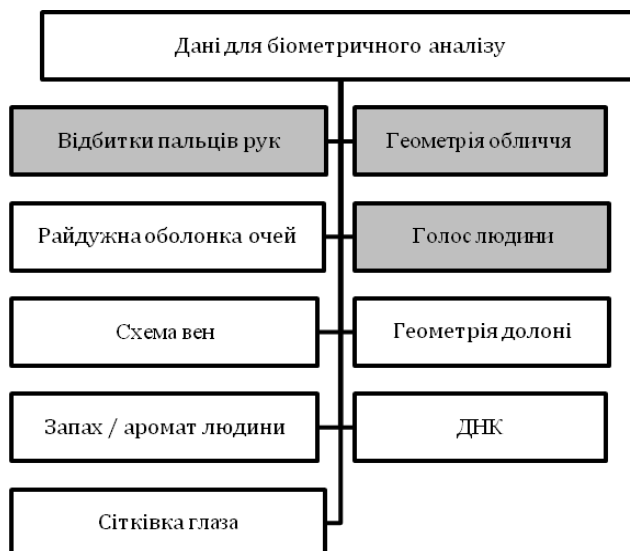 Дані для біометричного аналізу
Відбитки пальців рук
Геометрія обличчя
Райдужна оболонка очей
Голос людини
Схема вен
Геометрія долоні
Запах / аромат людини
ДНК
Сітківка глаза